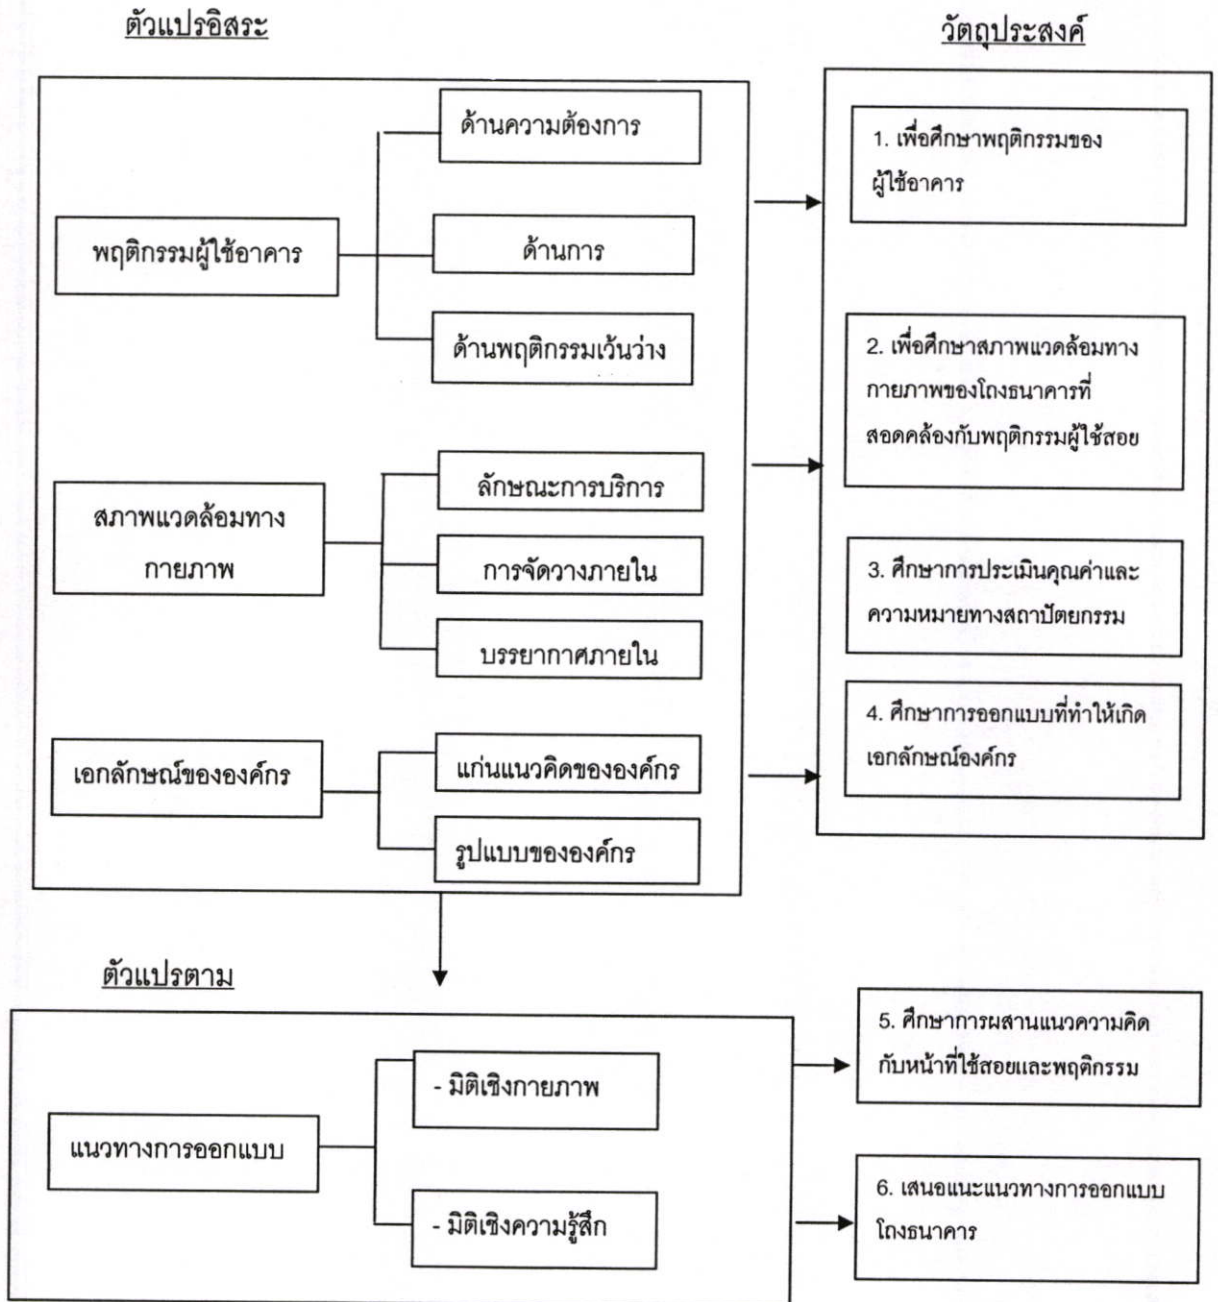 ตัวแปรอิสระ
วัตถุประสงค์
ด้านความต้องการ
พฤติกรรมผู้ใช้อาคาร
ด้านการ
ด้านพฤติกรรมเว้นว่าง
สภาพแวดล้อมทาง
กายภาพ
ลักษณะการบริการ
การจัดวางภายใน
บรรยากาศภายใน
เอกลักษณ์ขององค์กร
แก่นแนวคิดขององค์กร
รูปแบบขององค์กร
1. เพื่อศึกษาพฤติกรรมของ
ผู้ใช้อาคาร
2. เพื่อศึกษาสภาพแวดล้อมทาง
กายภาพของโถงธนาคารที่
สอดคล้องกับพฤติกรรมผู้ใช้สอย
3. ศึกษาการประเมินคุณค่าและ
ความหมายทางสถาปัตยกรรม
4. ศึกษาการออกแบบที่ทำให้เกิด
เอกลักษณ์องค์กร
ตัวแปรตาม
แนวทางการออกแบบ
- มิติเชิงกายภาพ
- มิติเชิงความรู้สึก
5. ศึกษาการผสานแนวความคิด
กับหน้าที่ใช้สอยและพฤติกรรม
6. เสนอแนะแนวทางการออกแบบ
โถงธนาคาร